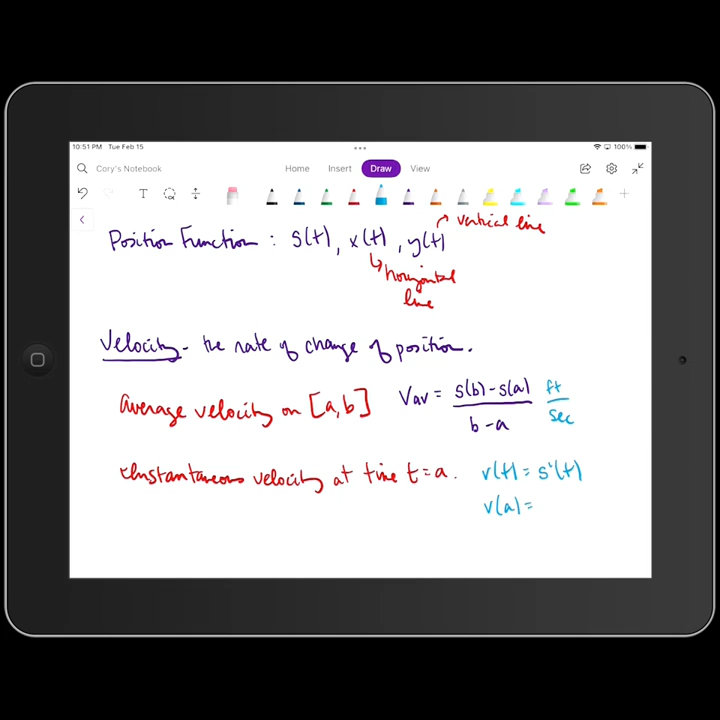 10:51 PM Tue Feb 15
100%
Cory's Notebook Home Insert Draw View
T
Position Function : s(t), x(t), y(t)
vertical line
horizontal
line
Velocity - the rate of change of position.
Average velocity on [a,b] Vav = s(b)-s(a) / b-a ft / sec
Instantaneous velocity at time t=a. v(t) = s'(t)
v(a) =